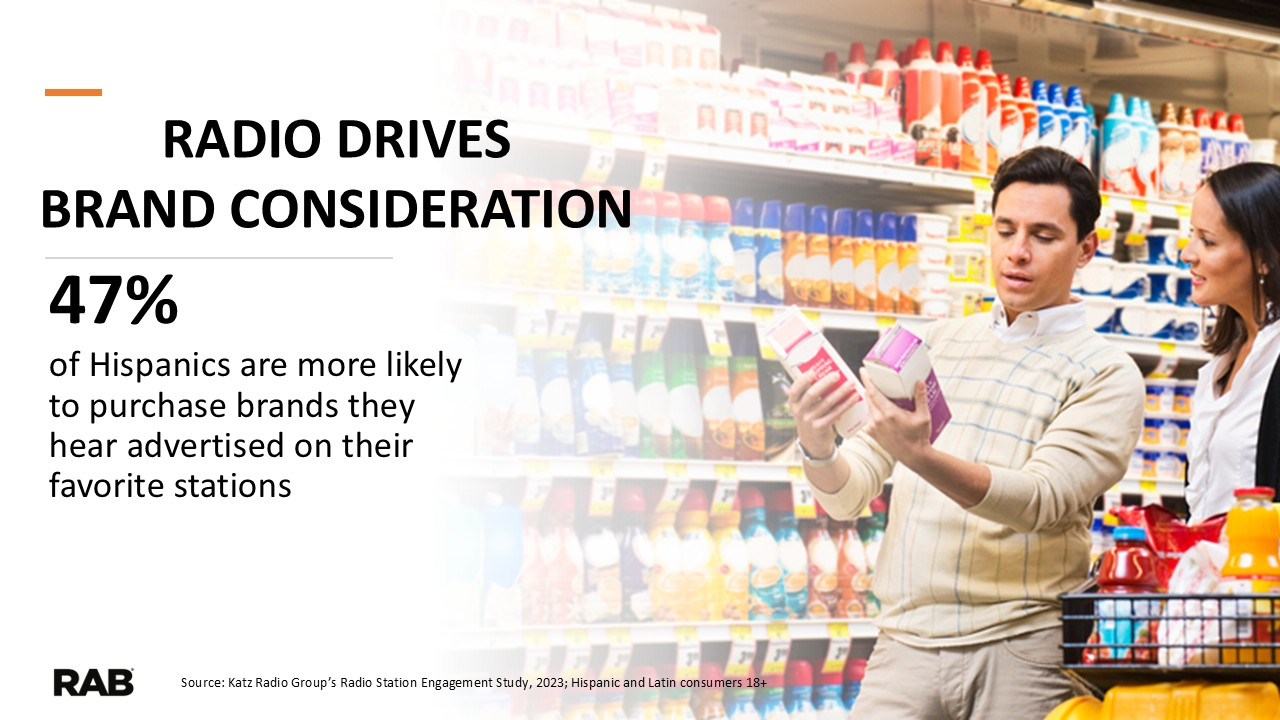 RADIO DRIVES
BRAND CONSIDERATION
47%
of Hispanics are more likely
to purchase brands they
hear advertised on their
favorite stations
RAB
Source: Katz Radio Group’s Radio Station Engagement Study, 2023; Hispanic and Latin consumers 18+